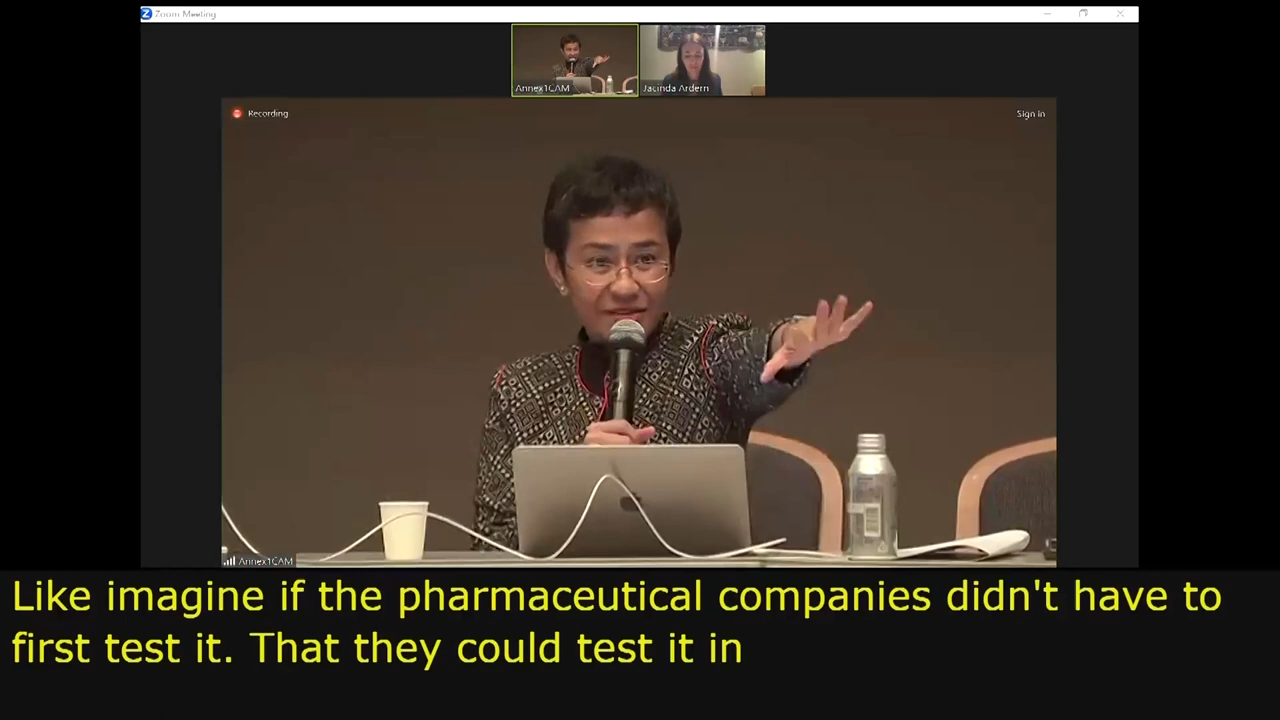 Zoom Meeting
Annex1CAM
Jacinda Ardern
Recording
Sign in
Annex1CAM
Like imagine if the pharmaceutical companies didn't have to
first test it. That they could test it in